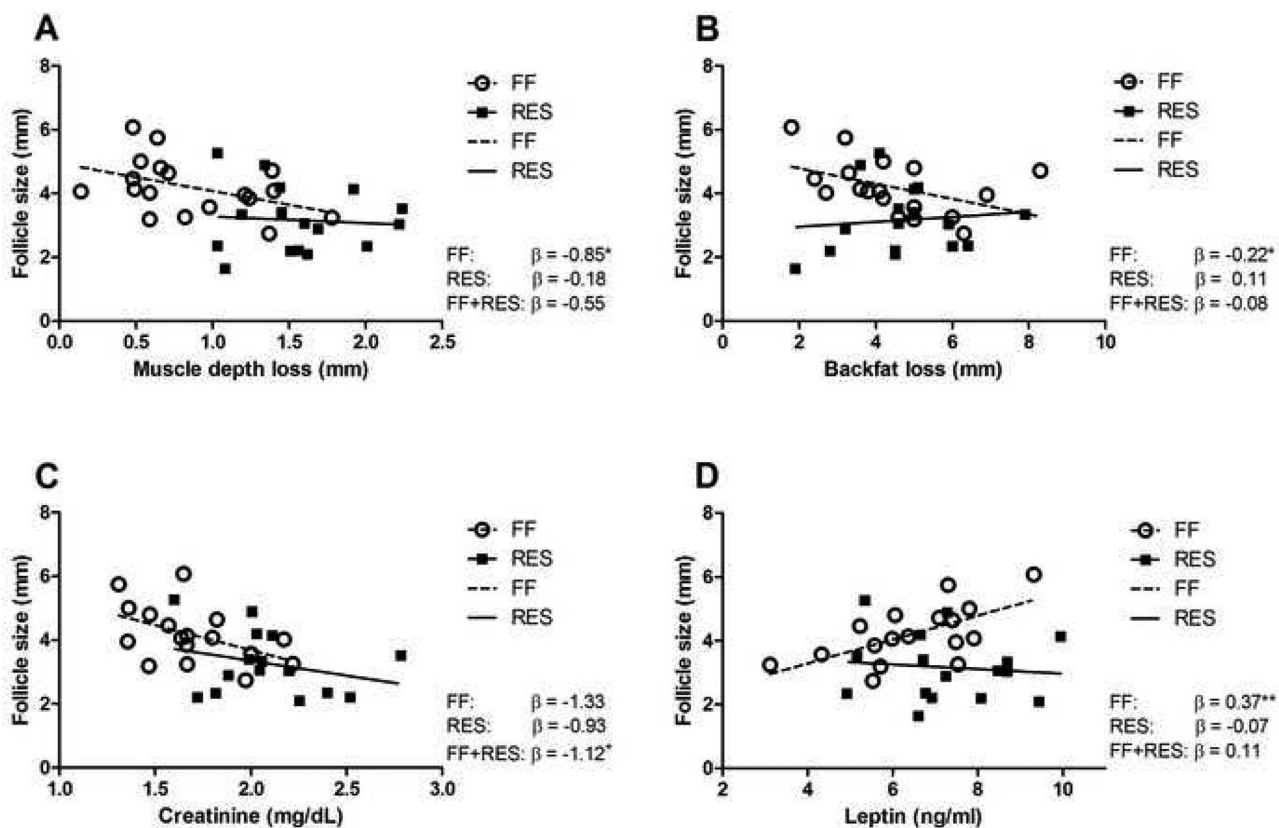 A
Follicle size (mm)
8
6
4
2
0
0.0 0.5 1.0 1.5 2.0 2.5
Muscle depth loss (mm)
FF
RES
FF
RES
FF: β = -0.85*
RES: β = -0.18
FF+RES: β = -0.55
B
Follicle size (mm)
8
6
4
2
0
0 2 4 6 8 10
Backfat loss (mm)
FF
RES
FF
RES
FF: β = -0.22*
RES: β = 0.11
FF+RES: β = -0.08
C
Follicle size (mm)
8
6
4
2
0
1.0 1.5 2.0 2.5 3.0
Creatinine (mg/dL)
FF
RES
FF
RES
FF: β = -1.33
RES: β = -0.93
FF+RES: β = -1.12*
D
Follicle size (mm)
8
6
4
2
0
2 4 6 8 10
Leptin (ng/ml)
FF
RES
FF
RES
FF: β = 0.37**
RES: β = -0.07
FF+RES: β = 0.11